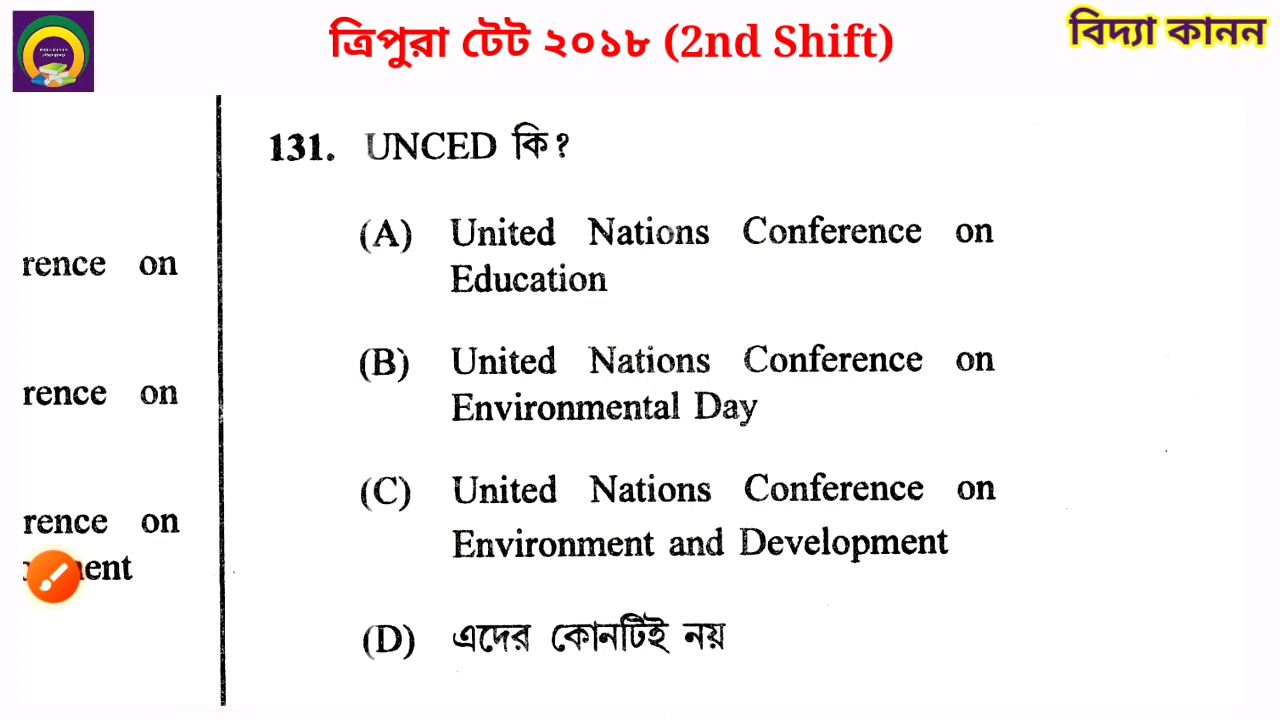 ত্রিপুরা টেট ২০১৮ (2nd Shift)
বিদ্যা কানন
rence on
rence on
rence on
ent
131. UNCED কি?
(A) United Nations Conference on
Education
(B) United Nations Conference on
Environmental Day
(C) United Nations Conference on
Environment and Development
(D) এদের কোনটিই নয়